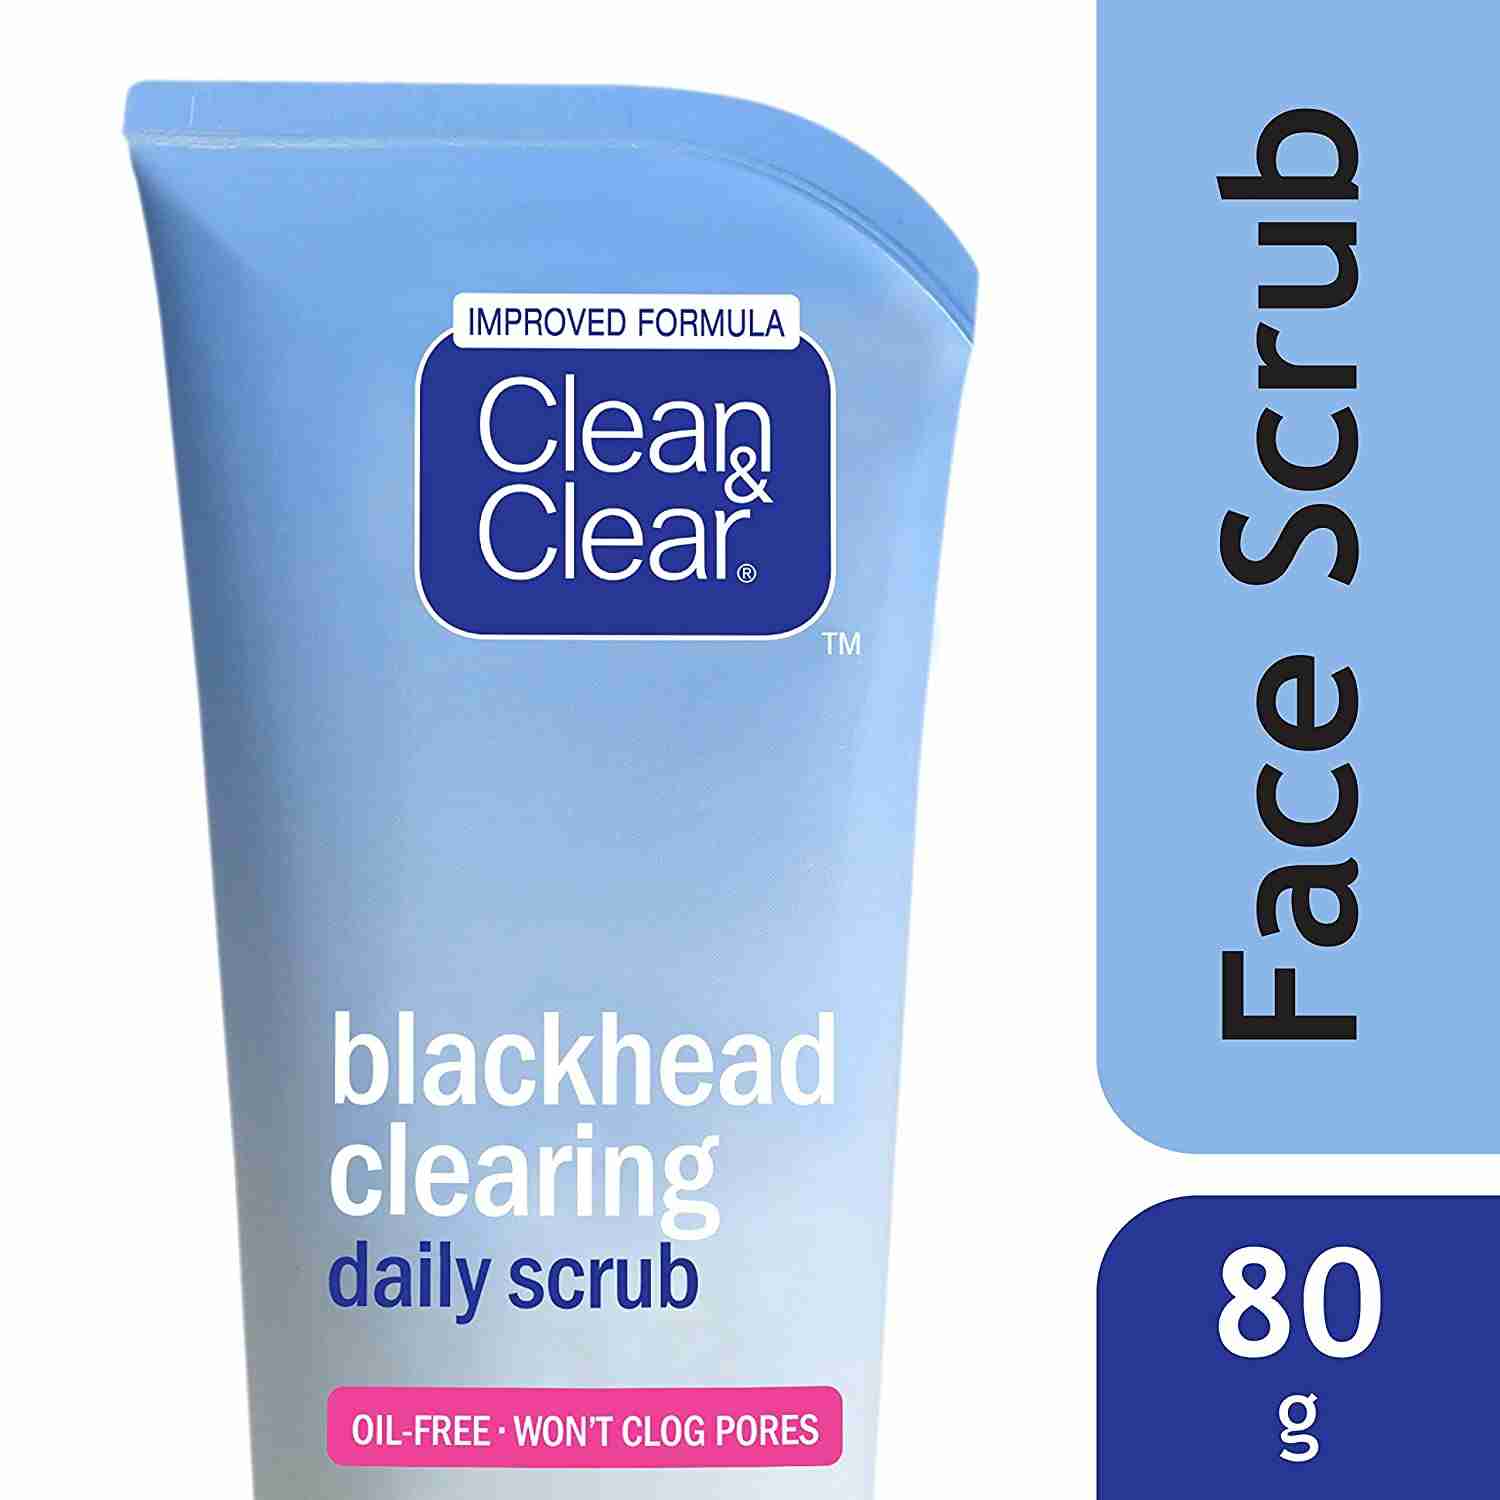 IMPROVED FORMULA
Clean
&
Clear®
TM
blackhead
clearing
daily scrub
OIL-FREE · WON'T CLOG PORES
Face Scrub
80
g